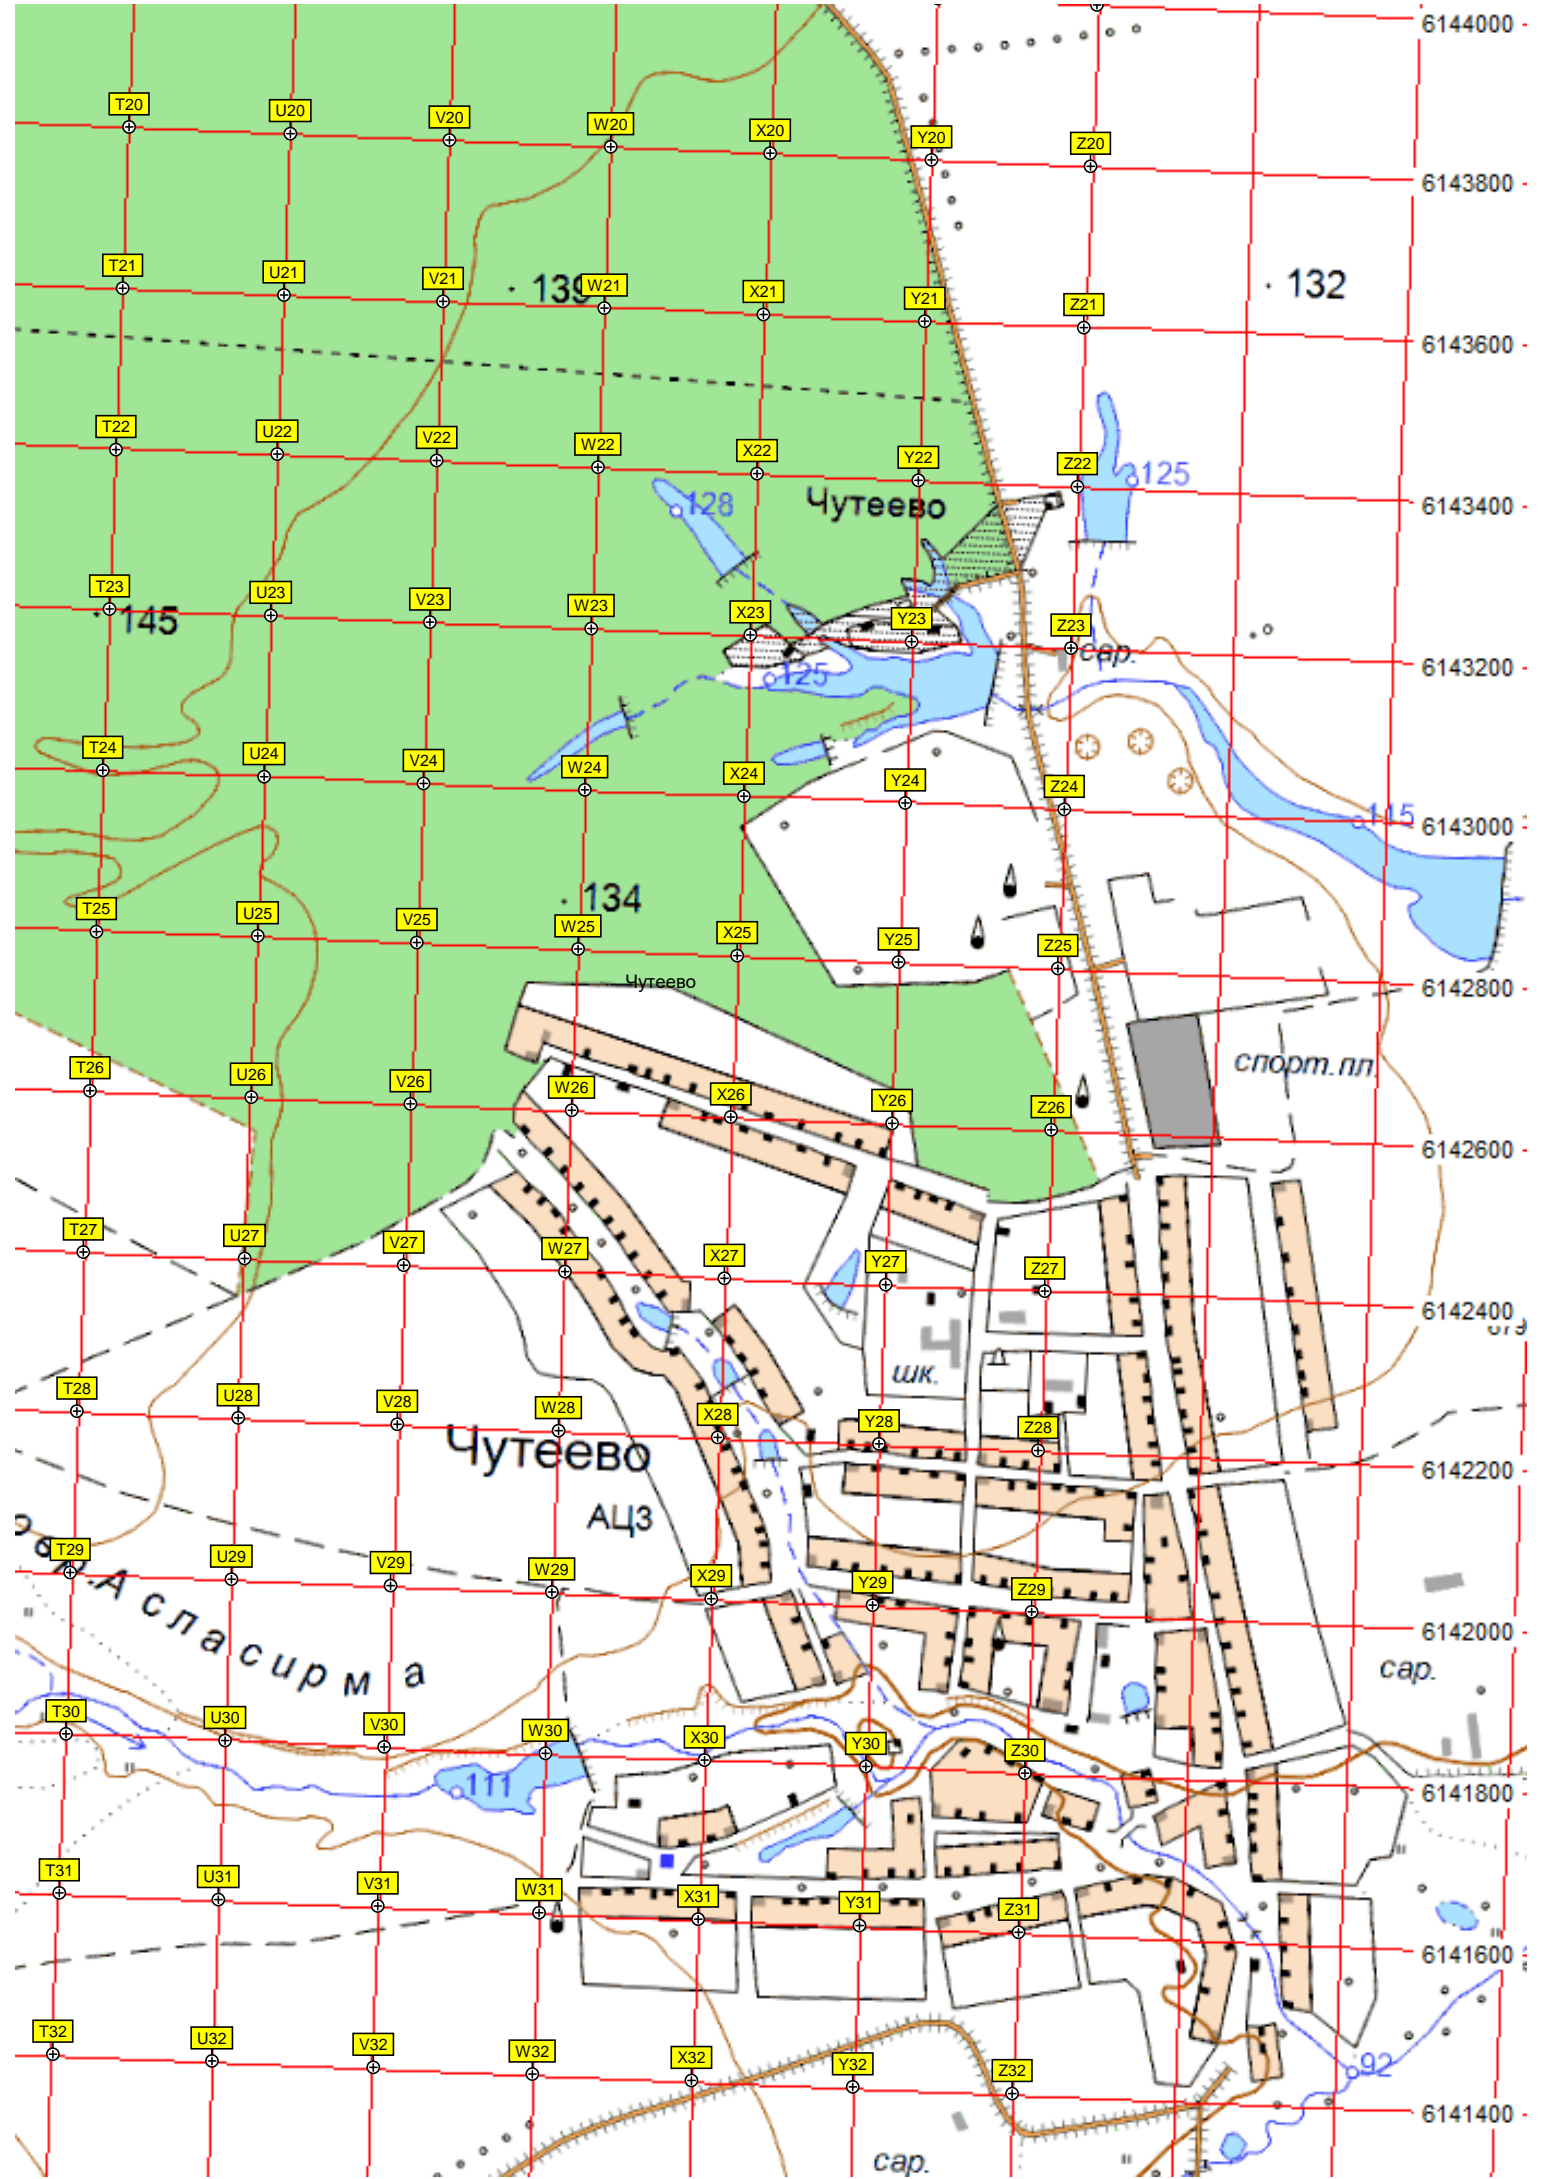 6144000
T20 U20 V20 W20 X20 Y20 Z20
6143800
T21 U21 V21 139 W21 X21 Y21 Z21 132
6143600
T22 U22 V22 W22 X22 Y22 Z22 125
128 Чутеево 6143400
T23 145 U23 V23 W23 X23 Y23 Z23
сар.
125 6143200
T24 U24 V24 W24 X24 Y24 Z24
115 6143000
134
T25 U25 V25 W25 X25 Y25 Z25
Чутеево 6142800
спорт.пл.
T26 U26 V26 W26 X26 Y26 Z26
6142600
T27 U27 V27 W27 X27 Y27 Z27
6142400
шк.
T28 U28 V28 W28 X28 Y28 Z28
Чутеево 6142200
АЦЗ
T29 U29 V29 W29 X29 Y29 Z29
6142000
Асласирма
сар.
T30 U30 V30 W30 X30 Y30 Z30
111 6141800
T31 U31 V31 W31 X31 Y31 Z31
6141600
T32 U32 V32 W32 X32 Y32 Z32
92
6141400
сар.